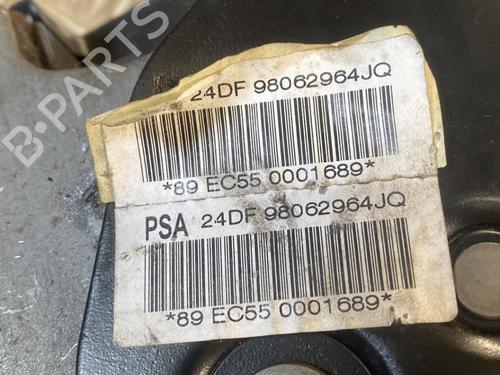 24DF 98062964JQ
*89 EC55 0001689*
PSA 24DF 98062964JQ
*89 EC55 0001689*
B-PARTS